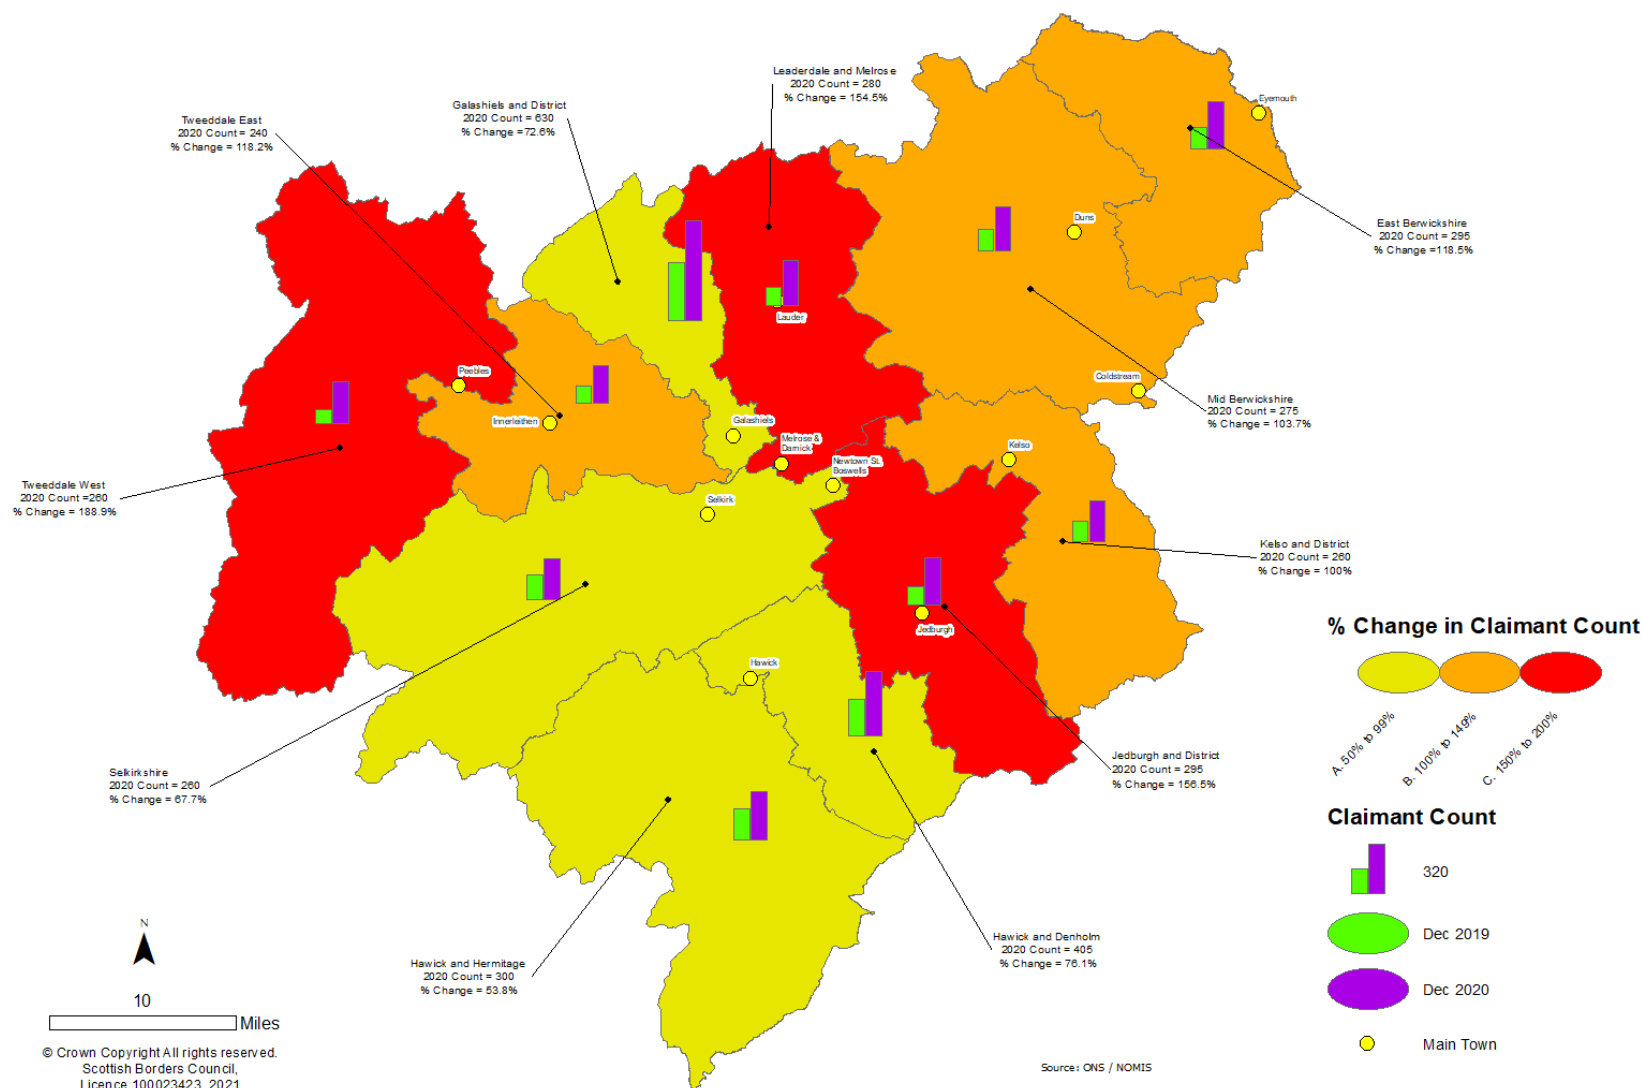 Leaderdale and Melrose
2020 Count = 280
% Change = 154.5%
Galashiels and District
2020 Count = 630
% Change =72.6%
Tweeddale East
2020 Count = 240
% Change = 118.2%
Eyemouth
East Berwickshire
2020 Count = 295
% Change =118.5%
Duns
Lauder
Peebles
Coldstream
Mid Berwickshire
2020 Count = 275
% Change = 103.7%
Innerleithen
Galashiels
Melrose &
Darnick
Kelso
Newtown St.
Boswells
Tweeddale West
2020 Count =260
% Change = 188.9%
Selkirk
Kelso and District
2020 Count = 260
% Change = 100%
Jedburgh
Hawick
% Change in Claimant Count
A. 50% to 99%
B. 100% to 149%
C. 150% to 200%
Selkirkshire
2020 Count = 260
% Change = 67.7%
Jedburgh and District
2020 Count = 295
% Change = 156.5%
Claimant Count
320
Dec 2019
Dec 2020
Main Town
Hawick and Denholm
2020 Count = 405
% Change = 76.1%
Hawick and Hermitage
2020 Count = 300
% Change = 53.8%
N
10
Miles
© Crown Copyright All rights reserved.
Scottish Borders Council,
Licence 100023423, 2021
Source: ONS / NOMIS